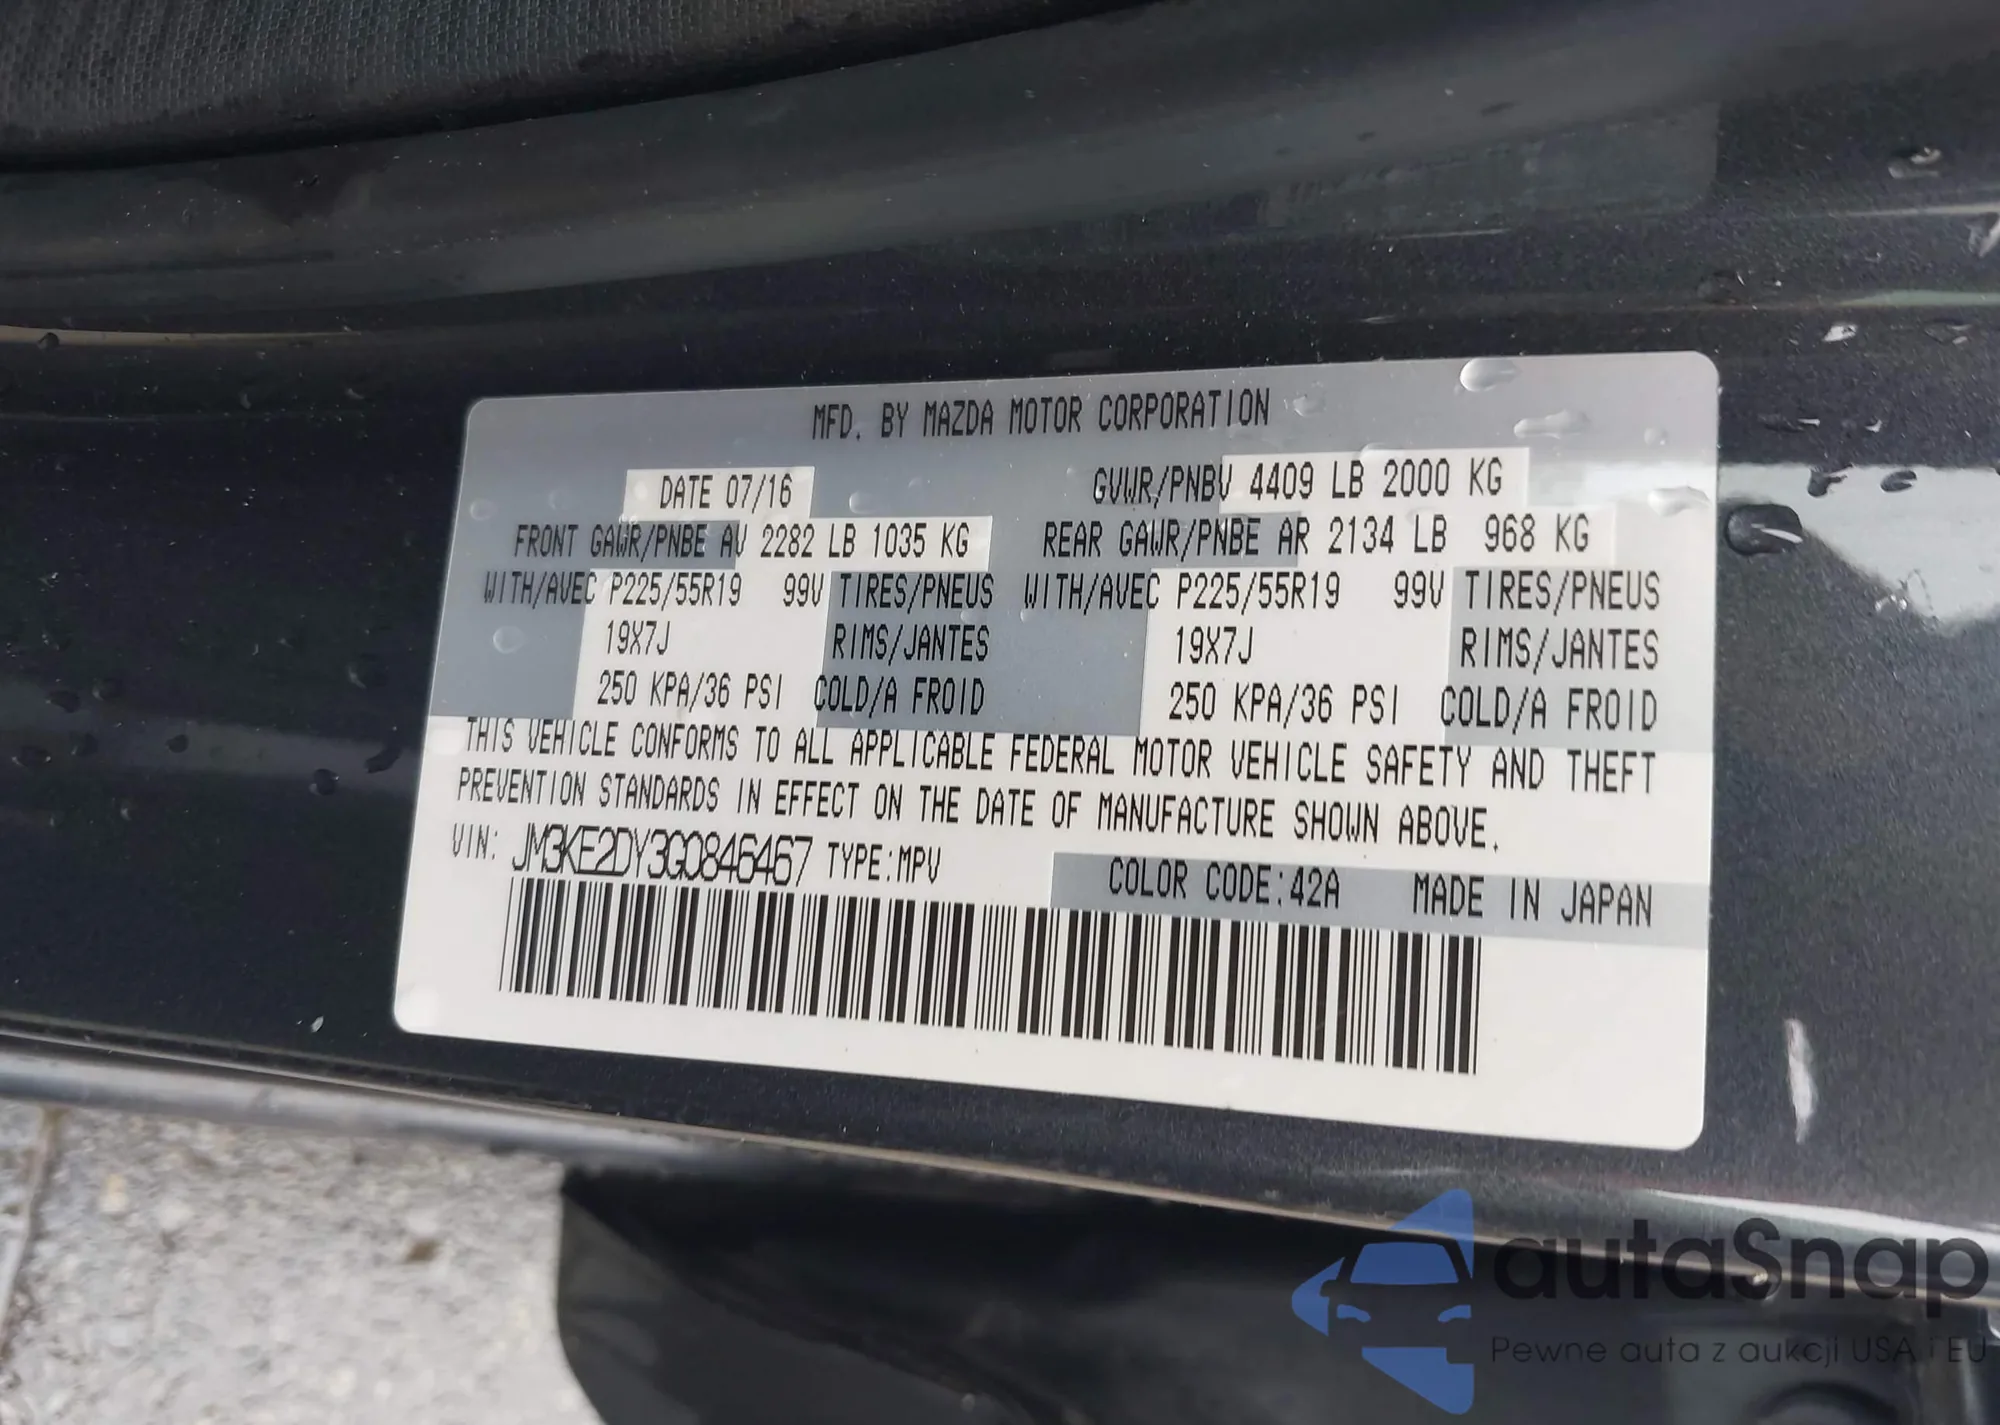 MFD. BY MAZDA MOTOR CORPORATION
DATE 07/16 GVWR/PNBV 4409 LB 2000 KG
FRONT GAWR/PNBE AV 2282 LB 1035 KG REAR GAWR/PNBE AR 2134 LB 968 KG
WITH/AVEC P225/55R19 99V TIRES/PNEUS WITH/AVEC P225/55R19 99V TIRES/PNEUS
19X7J RIMS/JANTES 19X7J RIMS/JANTES
250 KPA/36 PSI COLD/A FROID 250 KPA/36 PSI COLD/A FROID
THIS VEHICLE CONFORMS TO ALL APPLICABLE FEDERAL MOTOR VEHICLE SAFETY AND THEFT
PREVENTION STANDARDS IN EFFECT ON THE DATE OF MANUFACTURE SHOWN ABOVE.
VIN: JM3KE2DY3G0846467 TYPE:MPV COLOR CODE:42A MADE IN JAPAN
autaSnap
Pewne auta z aukcji USA i EU